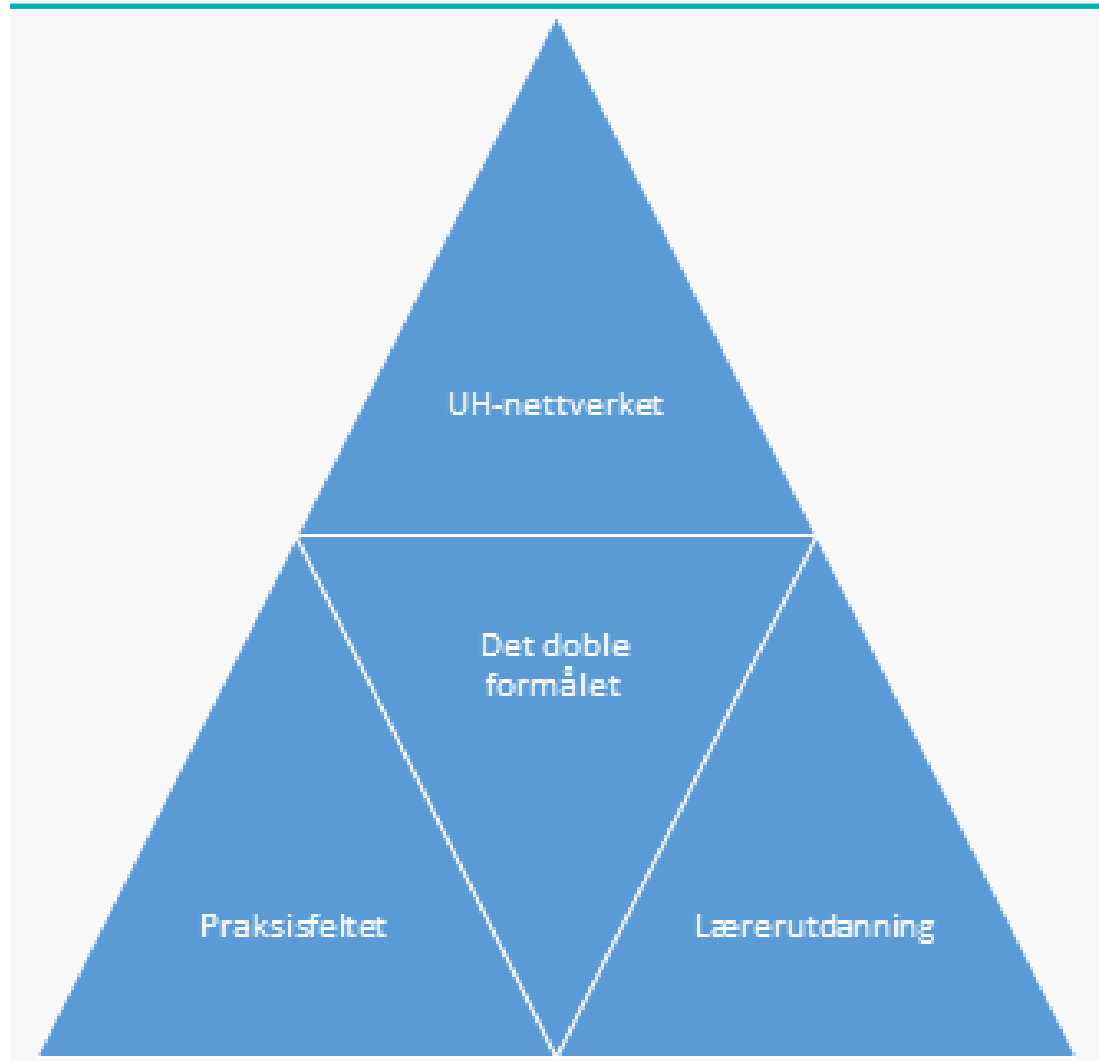 UH-nettverket
Det doble
formålet
Praksisfeltet
Lærerutdanning